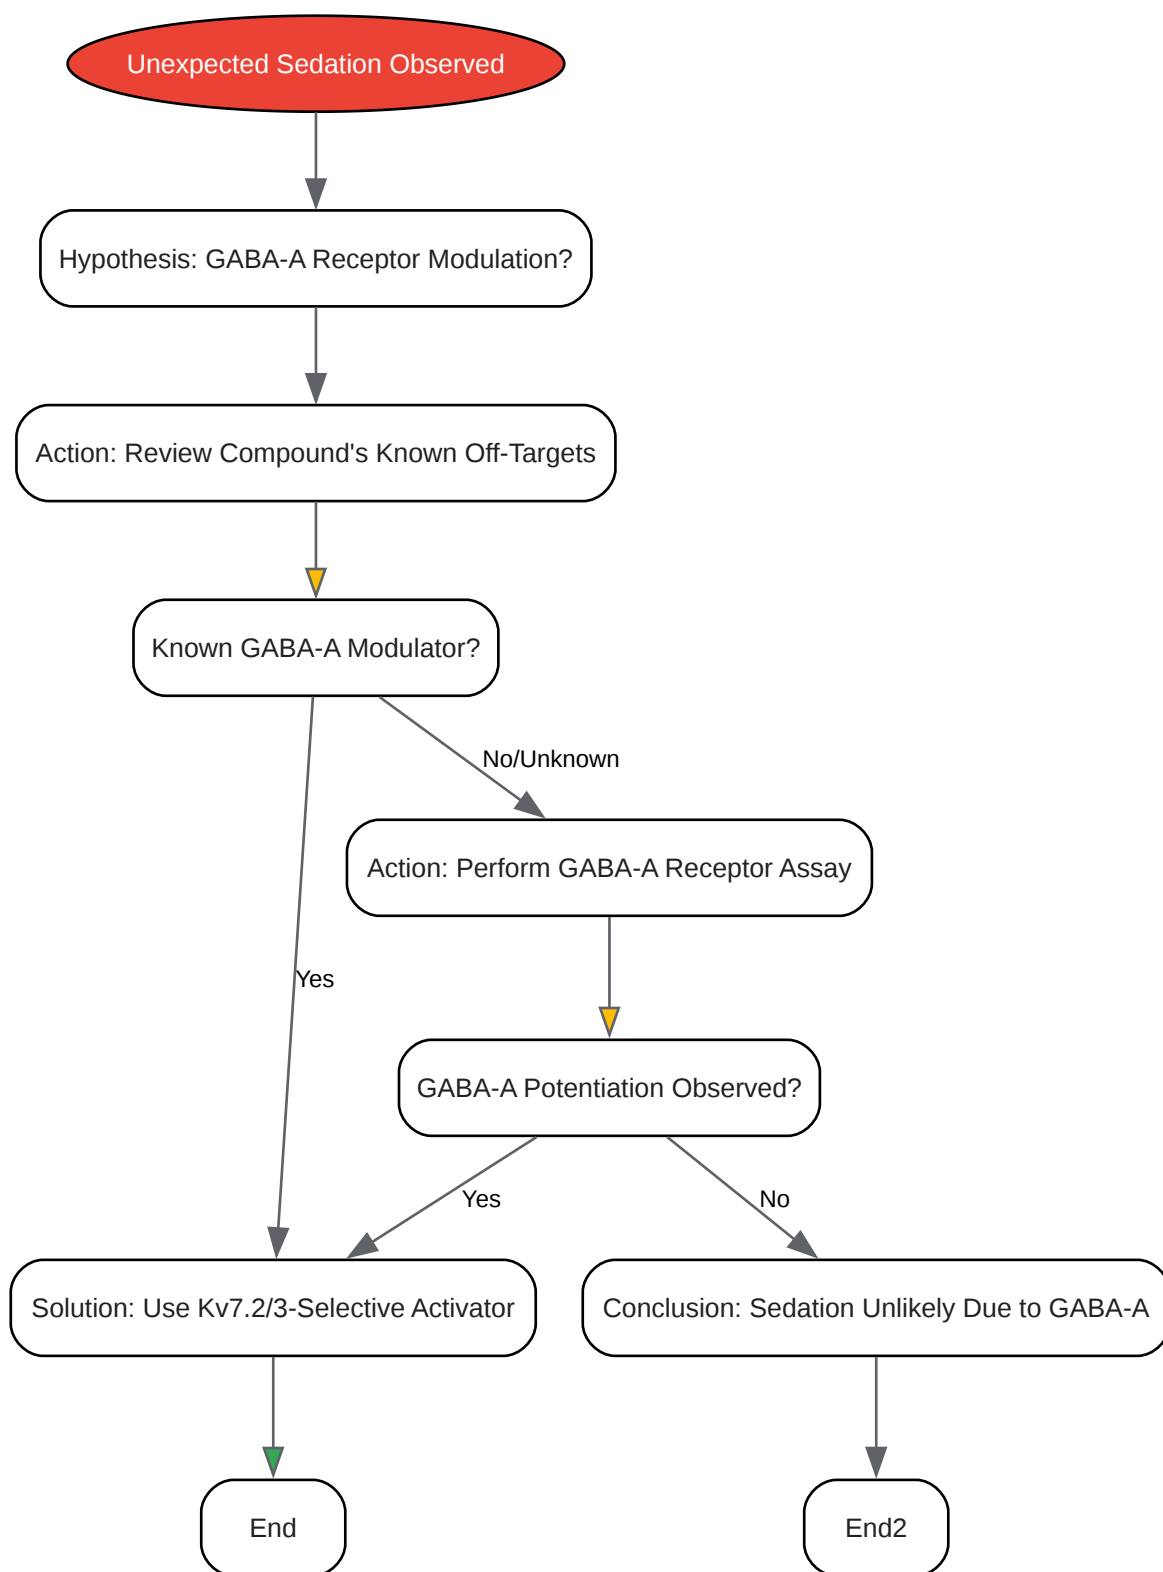 Unexpected Sedation Observed
Hypothesis: GABA-A Receptor Modulation?
Action: Review Compound's Known Off-Targets
Known GABA-A Modulator?
No/Unknown
Action: Perform GABA-A Receptor Assay
Yes
GABA-A Potentiation Observed?
Yes
No
Solution: Use Kv7.2/3-Selective Activator
Conclusion: Sedation Unlikely Due to GABA-A
End
End2